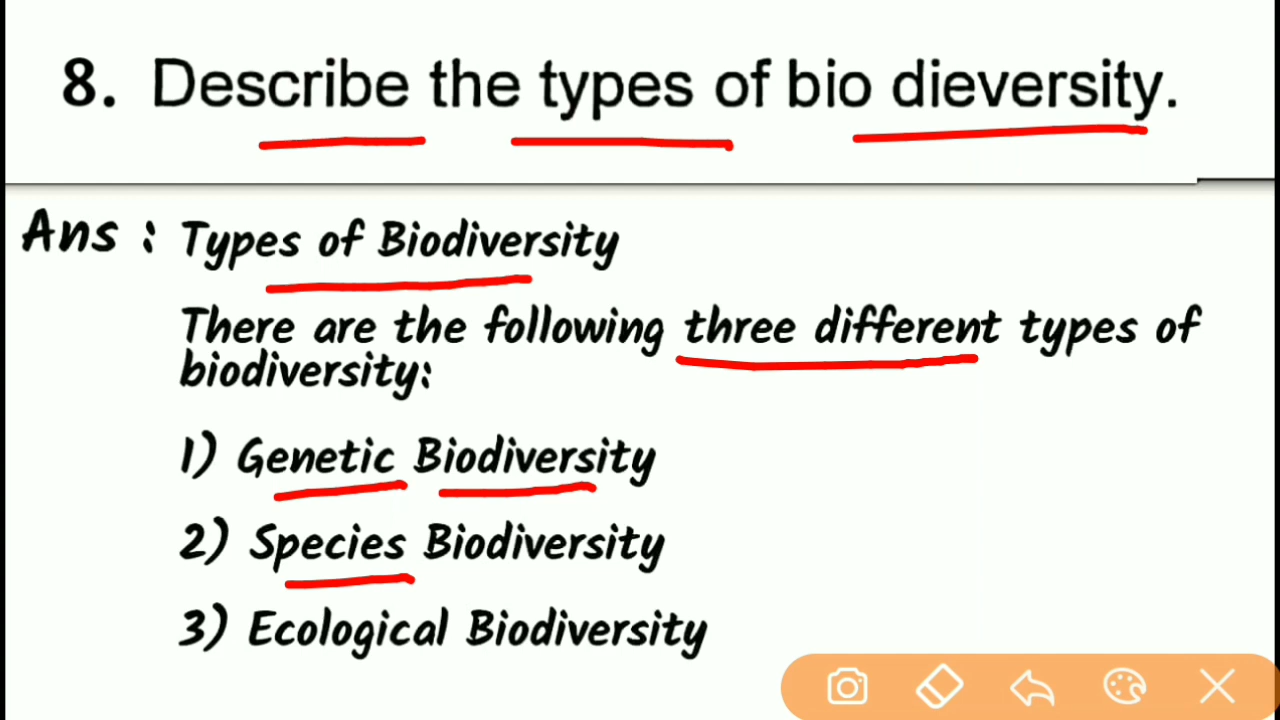 8. Describe the types of bio dieversity.
Ans : Types of Biodiversity
There are the following three different types of
biodiversity:
1) Genetic Biodiversity
2) Species Biodiversity
3) Ecological Biodiversity